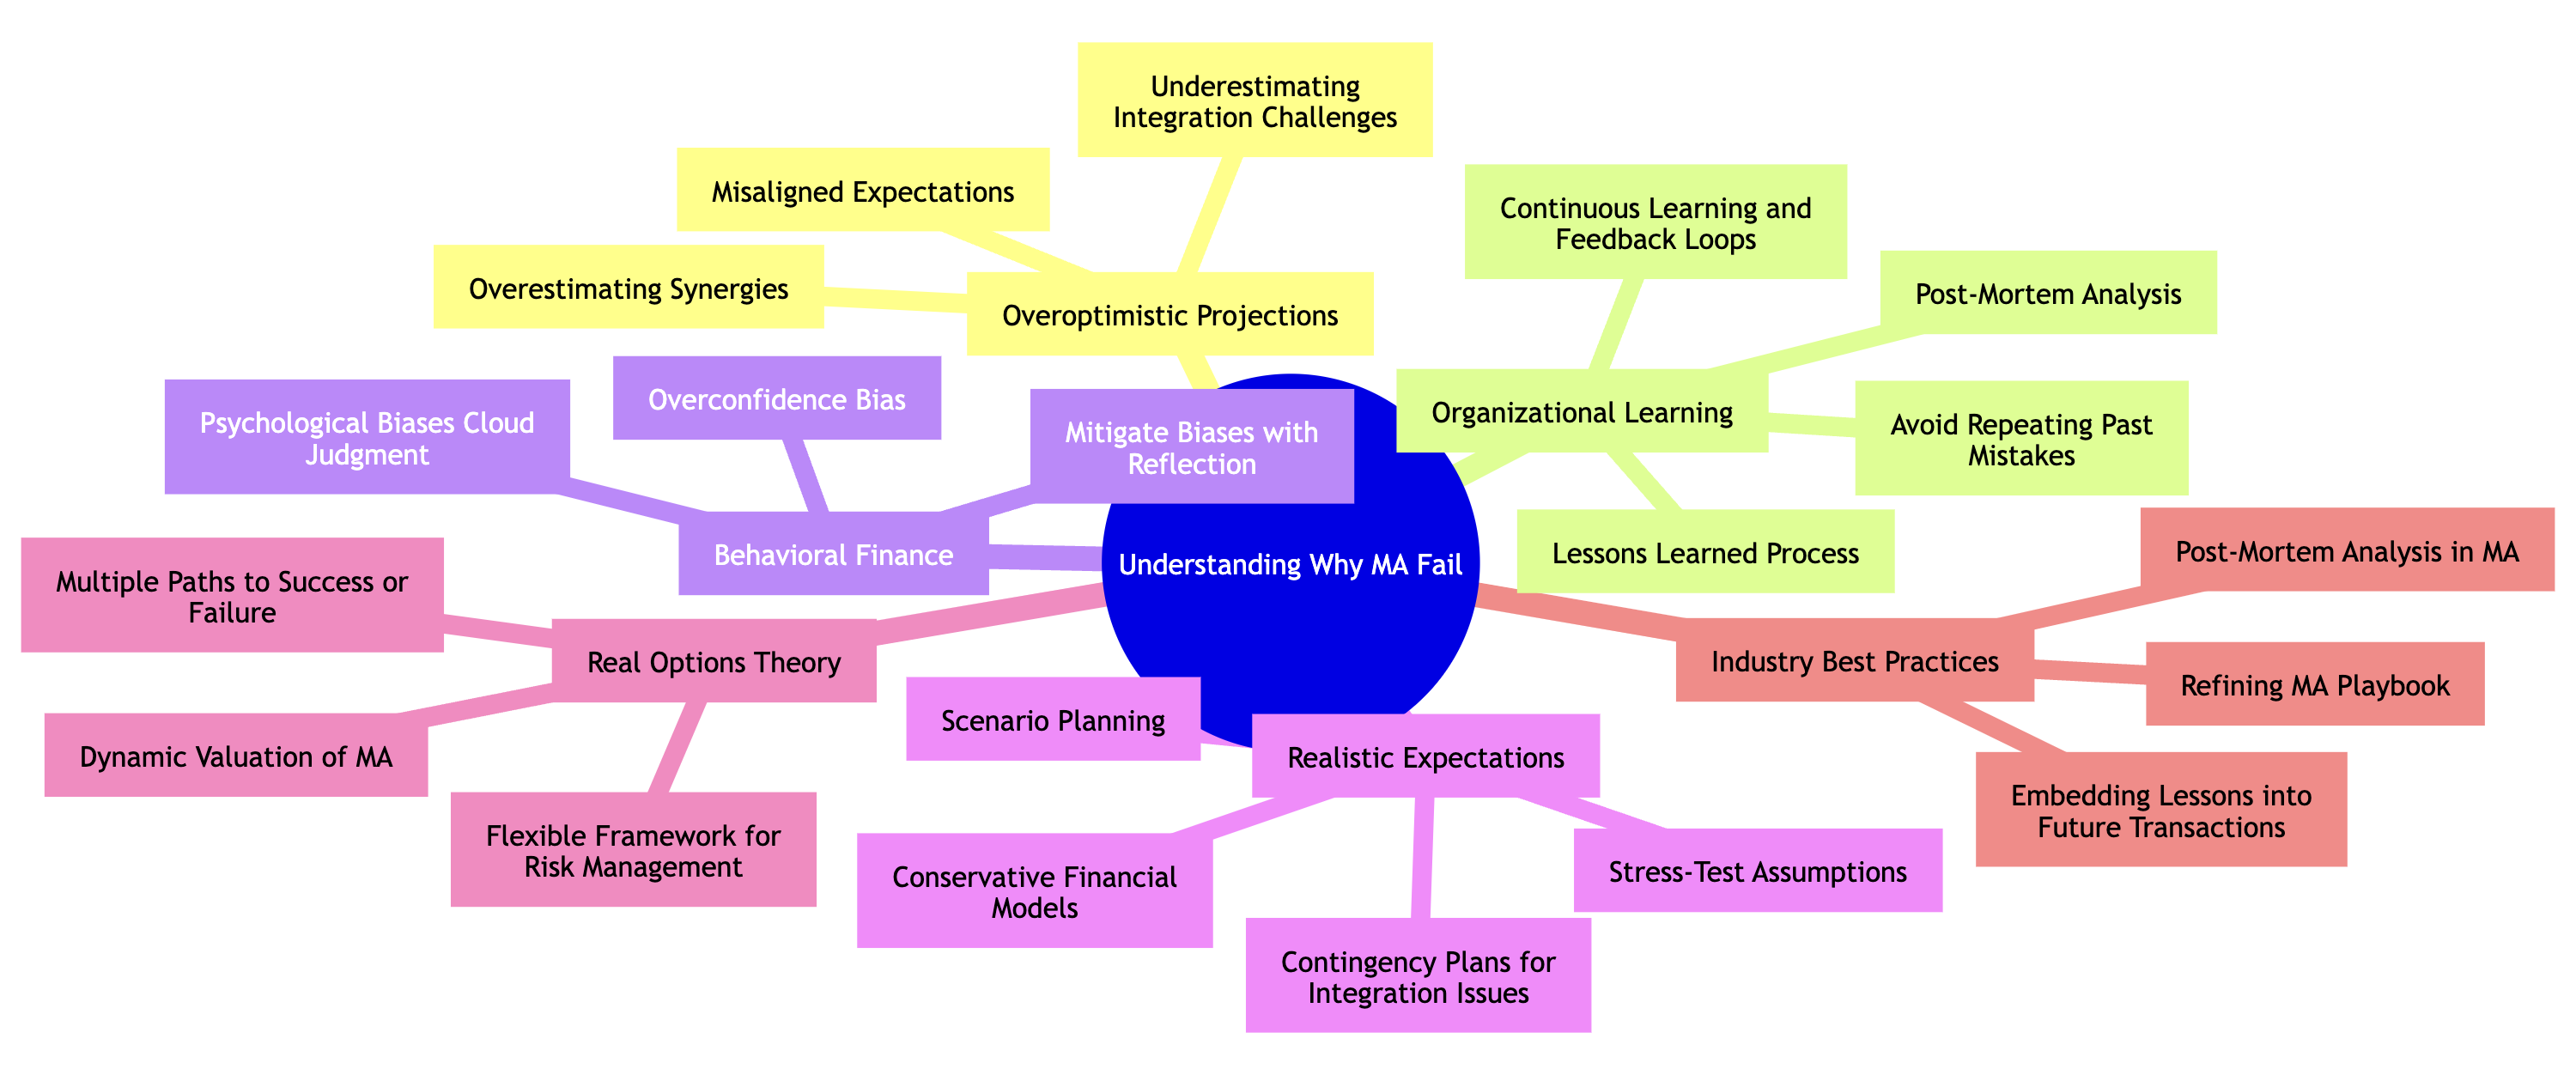 Underestimating
Integration Challenges
Misaligned Expectations
Overestimating Synergies
Overoptimistic Projections
Continuous Learning and
Feedback Loops
Post-Mortem Analysis
Organizational Learning
Avoid Repeating Past
Mistakes
Lessons Learned Process
Psychological Biases Cloud
Judgment
Overconfidence Bias
Mitigate Biases with
Reflection
Behavioral Finance
Understanding Why MA Fail
Post-Mortem Analysis in MA
Industry Best Practices
Refining MA Playbook
Embedding Lessons into
Future Transactions
Multiple Paths to Success or
Failure
Real Options Theory
Dynamic Valuation of MA
Flexible Framework for
Risk Management
Scenario Planning
Realistic Expectations
Conservative Financial
Models
Contingency Plans for
Integration Issues
Stress-Test Assumptions